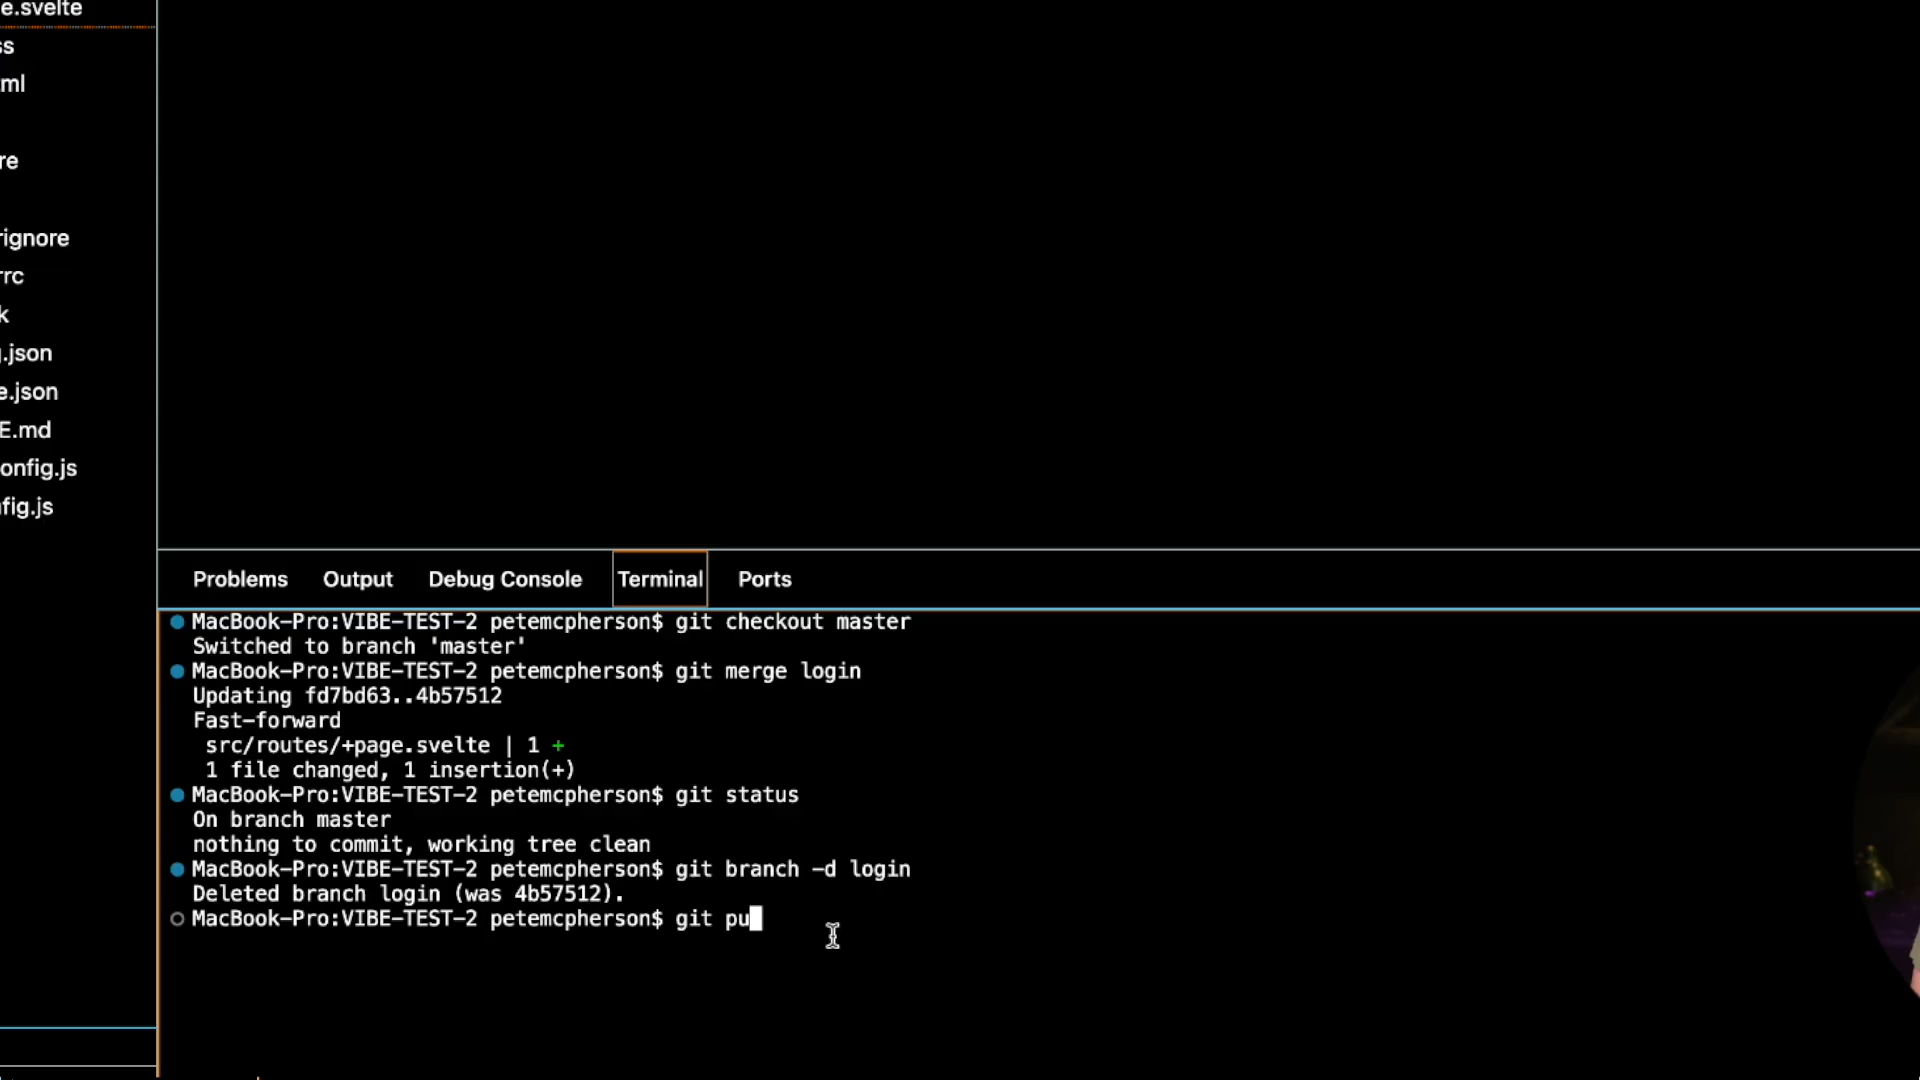 e.svelte
ss
ml
re
rignore
rrc
k
g.json
e.json
E.md
onfig.js
nfig.js
Problems Output Debug Console Terminal Ports
MacBook-Pro:VIBE-TEST-2 petemcpherson$ git checkout master
Switched to branch 'master'
MacBook-Pro:VIBE-TEST-2 petemcpherson$ git merge login
Updating fd7bd63..4b57512
Fast-forward
src/routes/+page.svelte | 1 +
1 file changed, 1 insertion(+)
MacBook-Pro:VIBE-TEST-2 petemcpherson$ git status
On branch master
nothing to commit, working tree clean
MacBook-Pro:VIBE-TEST-2 petemcpherson$ git branch -d login
Deleted branch login (was 4b57512).
MacBook-Pro:VIBE-TEST-2 petemcpherson$ git pu